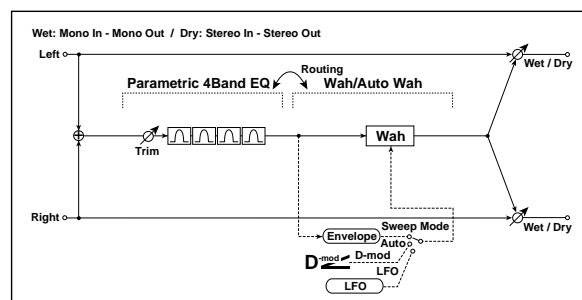 Wet: Mono In - Mono Out / Dry: Stereo In - Stereo Out
Left
Wet / Dry
Routing
Parametric 4Band EQ
Wah/Auto Wah
Trim
Wah
Right
Wet / Dry
Envelope
Sweep Mode
Auto
D-mod
D-mod
LFO
LFO